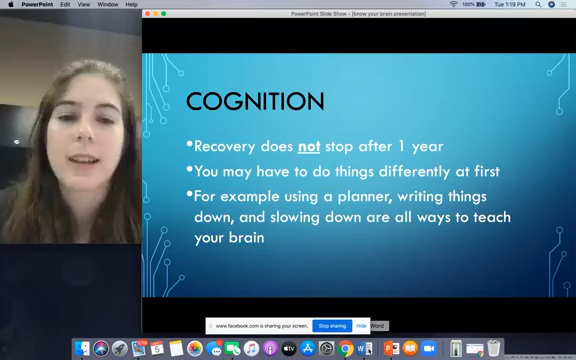 PowerPoint Edit View Window Help
100% Tue 1:19 PM
PowerPoint Slide Show - [know your brain presentation]
COGNITION
•Recovery does not stop after 1 year
•You may have to do things differently at first
•For example using a planner, writing things
down, and slowing down are all ways to teach
your brain
www.facebook.com is sharing your screen. Stop sharing Hide Word